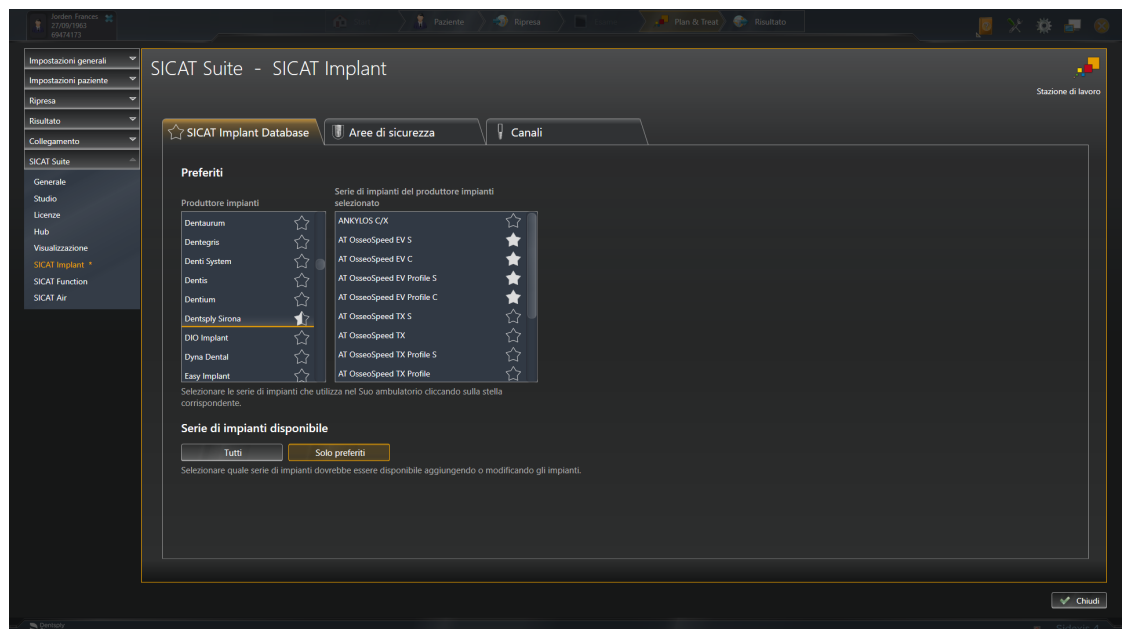 Jorden Frances
27/09/1963
69474173
Paziente
Ripresa
Plan & Treat
Risultato
Impostazioni generali
Impostazioni paziente
Ripresa
Risultato
Collegamento
SICAT Suite
Generale
Studio
Licenze
Hub
Visualizzazione
SICAT Implant *
SICAT Function
SICAT Air
SICAT Suite - SICAT Implant
Stazione di lavoro
SICAT Implant Database
Aree di sicurezza
Canali
Preferiti
Produttore impianti
Dentaurum
Dentegris
Denti System
Dentis
Dentium
Dentsply Sirona
DIO Implant
Dyna Dental
Easy Implant
Serie di impianti del produttore impianti
selezionato
ANKYLOS C/X
AT OsseoSpeed EV S
AT OsseoSpeed EV C
AT OsseoSpeed EV Profile S
AT OsseoSpeed EV Profile C
AT OsseoSpeed TX S
AT OsseoSpeed TX
AT OsseoSpeed TX Profile S
AT OsseoSpeed TX Profile
Selezionare le serie di impianti che utilizza nel Suo ambulatorio cliccando sulla stella
corrispondente.
Serie di impianti disponibile
Tutti
Solo preferiti
Selezionare quale serie di impianti dovrebbe essere disponibile aggiungendo o modificando gli impianti.
Chiudi
Dentsply
Sidexis 4